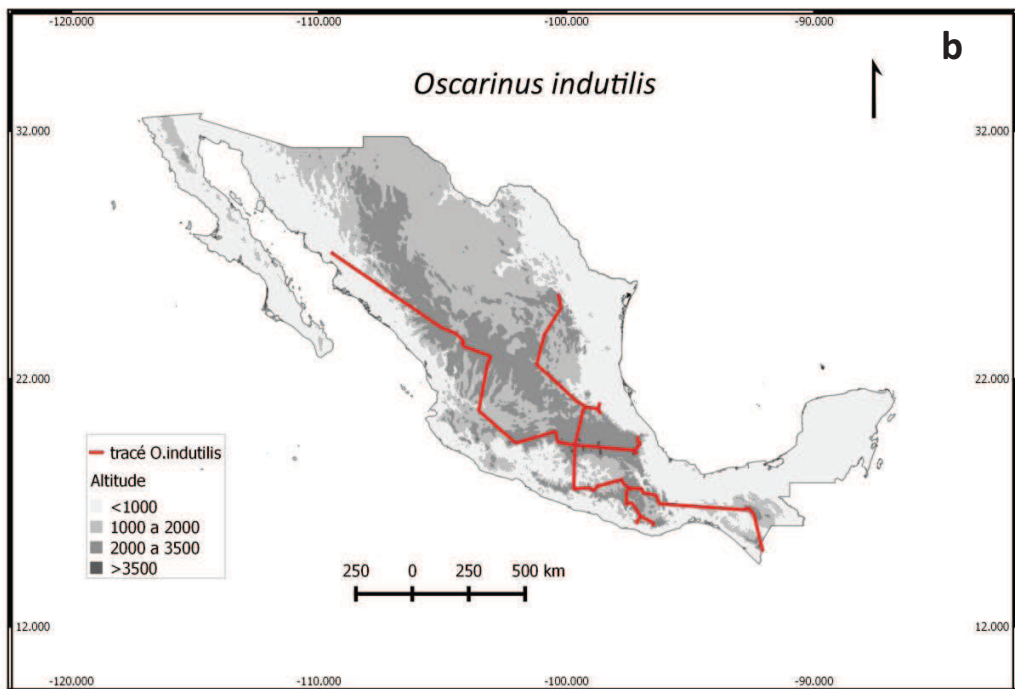 -120.000 -110.000 -100.000 -90.000
b
Oscarinus indutilis
32.000 32.000
22.000 22.000
tracé O.indutilis
Altitude
<1000
1000 a 2000
2000 a 3500
>3500
250 0 250 500 km
12.000 12.000
-120.000 -110.000 -100.000 -90.000